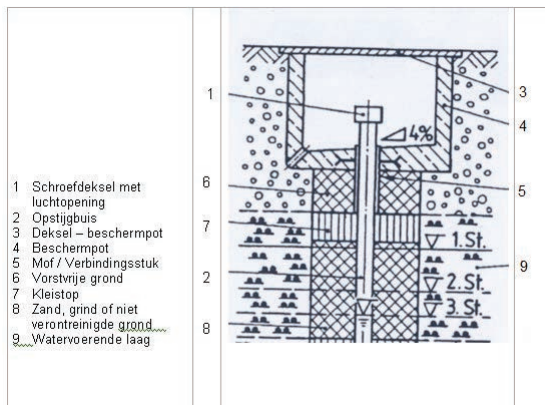 1 Schroefdeksel met
luchtopening
2 Opstijgbuis
3 Deksel – beschermpot
4 Beschermpot
5 Mof / Verbindingsstuk
6 Vorstvrije grond
7 Kleistop
8 Zand, grind of niet
verontreinigde grond
9 Watervoerende laag
1
6
7
2
8
4%
1.St.
2.St.
3.St.
3
4
5
9